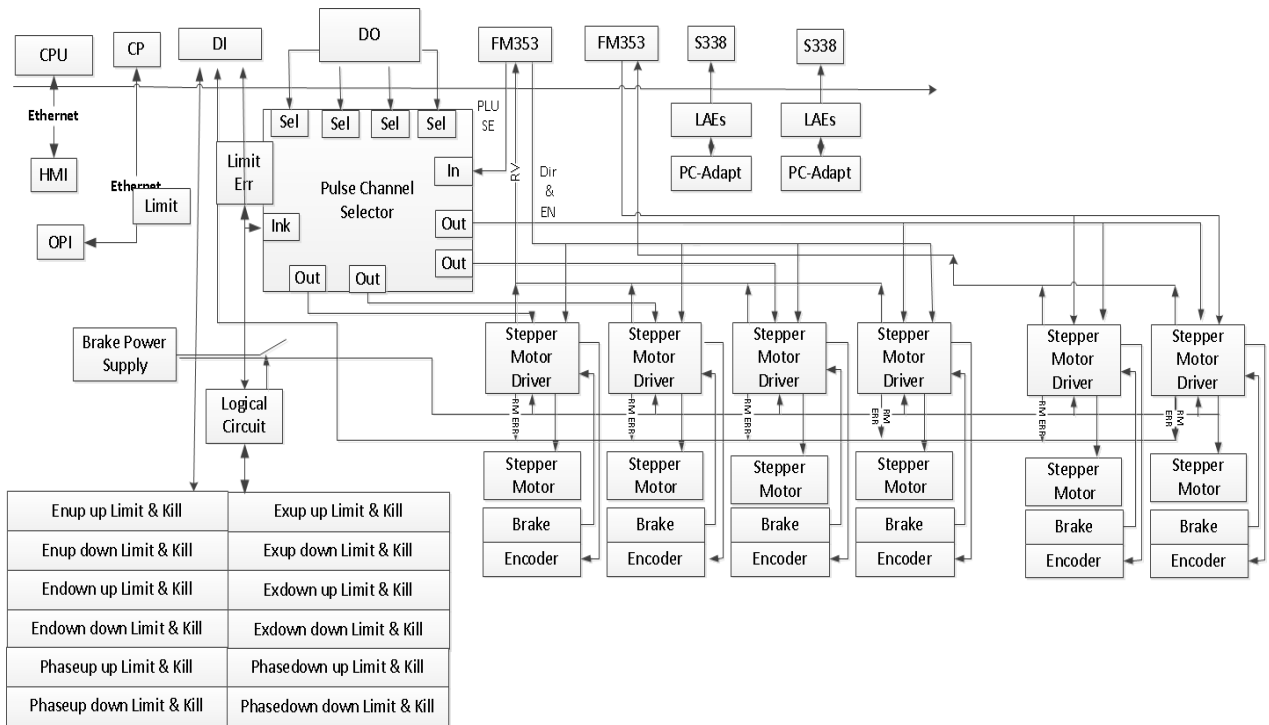 CPU
CP
DI
DO
FM353
FM353
S338
S338
Ethernet
HMI
Ethernet
Limit
OPI
Limit
Err
Sel
Sel
Sel
Sel
PLU
SE
In
RV
Dir
&
EN
LAEs
LAEs
PC-Adapt
PC-Adapt
Pulse Channel
Selector
Ink
Out
Out
Out
Out
Brake Power
Supply
Logical
Circuit
Stepper
Motor
Driver
Stepper
Motor
Driver
Stepper
Motor
Driver
Stepper
Motor
Driver
Stepper
Motor
Driver
Stepper
Motor
Driver
RM ERR
RM ERR
RM ERR
RM
ERR
RM ERR
RM
ERR
Stepper
Motor
Stepper
Motor
Stepper
Motor
Stepper
Motor
Stepper
Motor
Stepper
Motor
Brake
Brake
Brake
Brake
Brake
Brake
Encoder
Encoder
Encoder
Encoder
Encoder
Encoder
Enup up Limit & Kill
Exup up Limit & Kill
Enup down Limit & Kill
Exup down Limit & Kill
Endown up Limit & Kill
Exdown up Limit & Kill
Endown down Limit & Kill
Exdown down Limit & Kill
Phaseup up Limit & Kill
Phasedown up Limit & Kill
Phaseup down Limit & Kill
Phasedown down Limit & Kill